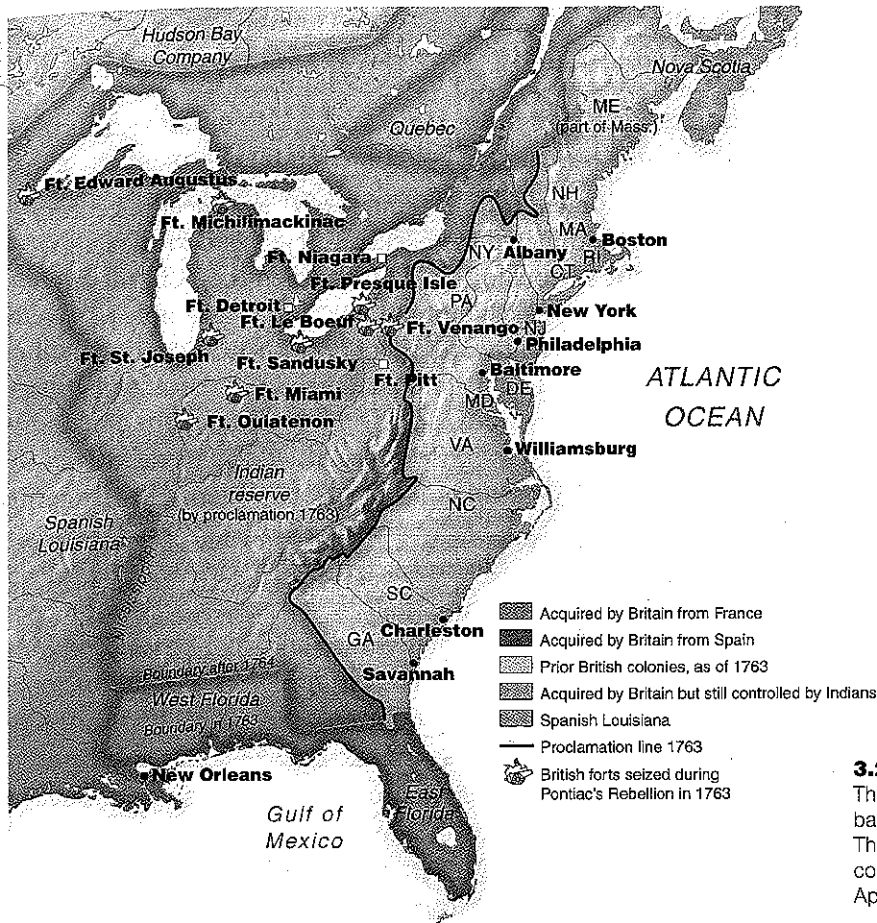 Hudson Bay
Company
Nova Scotia
ME
(part of Mass.)
Quebec
Ft. Edward Augustus
Ft. Michilimackinac
NH
MA
Boston
NY
Albany
RI
CT
Ft. Niagara
Ft. Presque Isle
Ft. Detroit
PA
New York
Ft. Le Boeuf
Ft. Venango
NJ
Ft. St. Joseph
Ft. Sandusky
Philadelphia
Ft. Pitt
Baltimore
ATLANTIC
OCEAN
Ft. Miami
DE
MD
Ft. Ouiatenon
VA
Williamsburg
Indian
reserve
(by proclamation 1763)
NC
Spanish
Louisiana
SC
Charleston
GA
Savannah
Boundary after 1764
West Florida
Boundary in 1763
New Orleans
East
Florida
Gulf of
Mexico
Acquired by Britain from France
Acquired by Britain from Spain
Prior British colonies, as of 1763
Acquired by Britain but still controlled by Indians
Spanish Louisiana
Proclamation line 1763
British forts seized during
Pontiac's Rebellion in 1763
Th
ba
Th
co
Ap